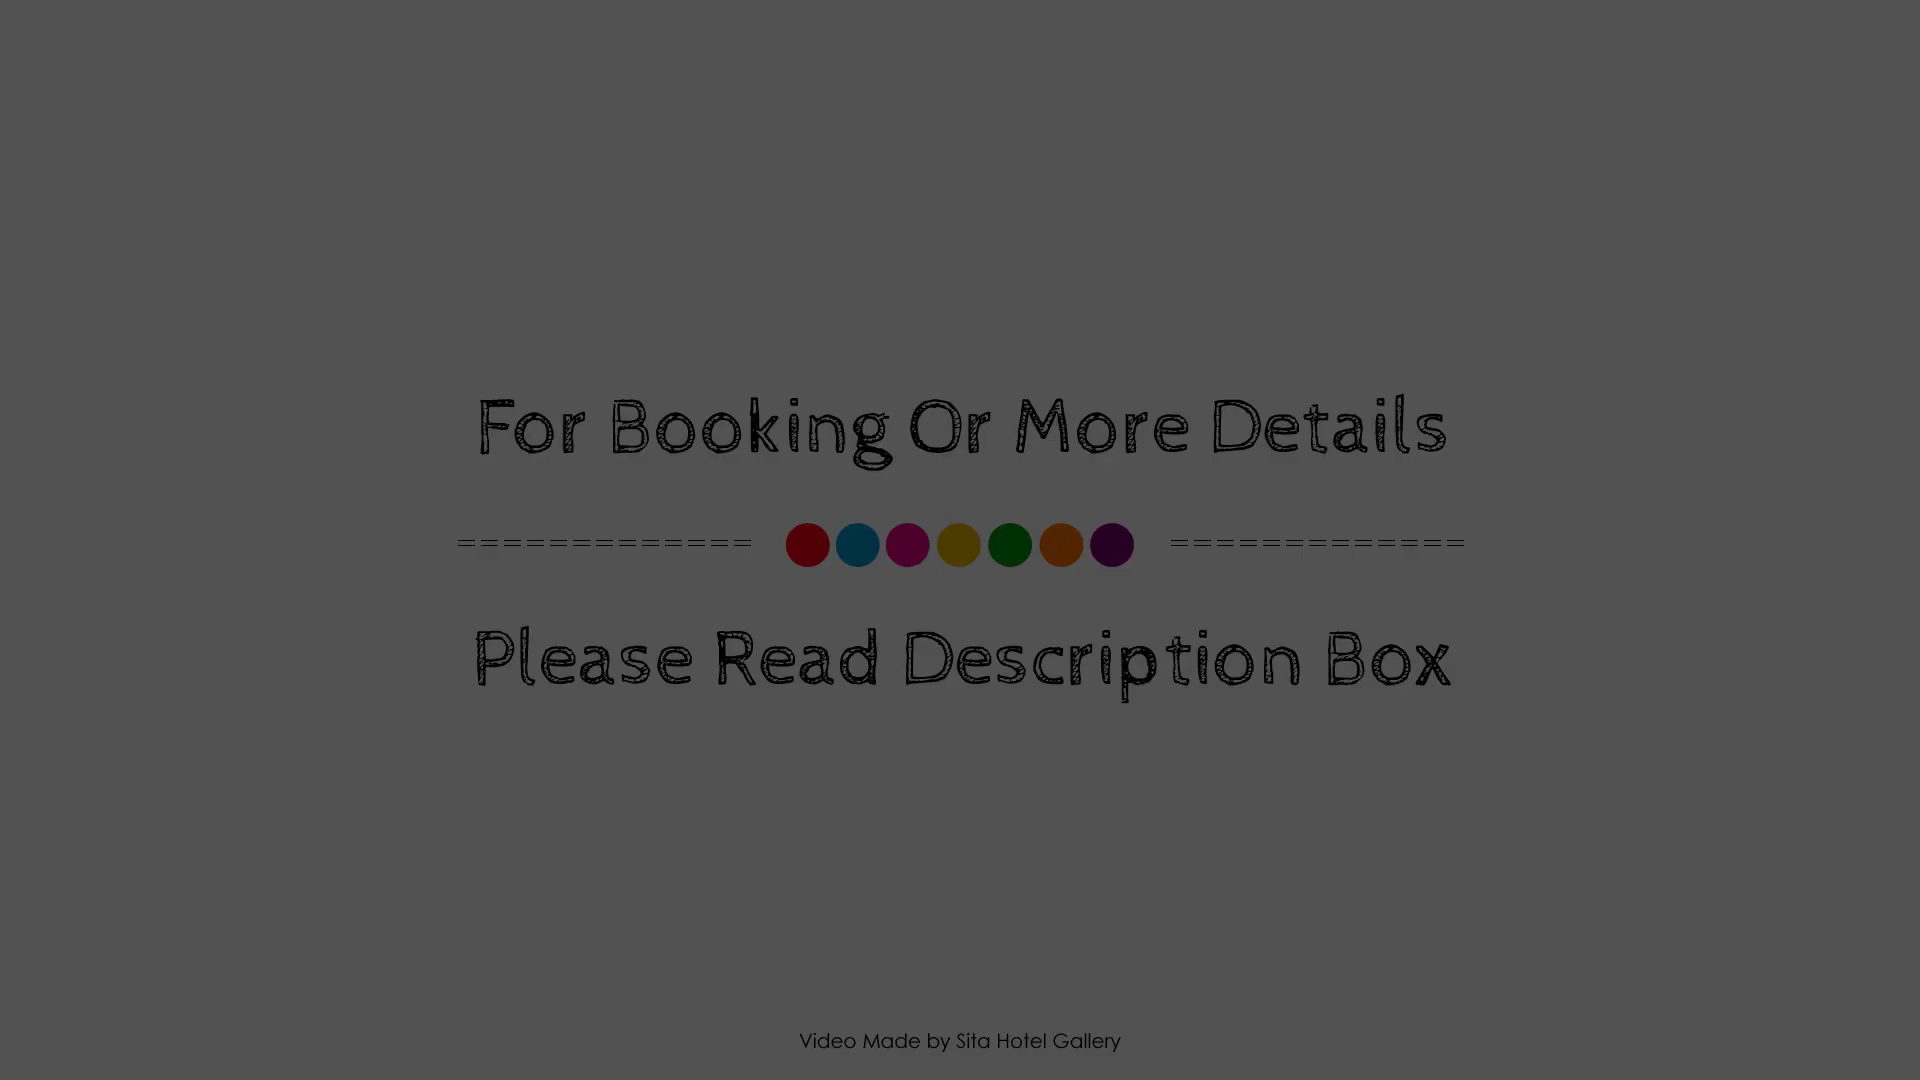 For Booking Or More Details
============= =============
Please Read Description Box
Video Made by Sita Hotel Gallery